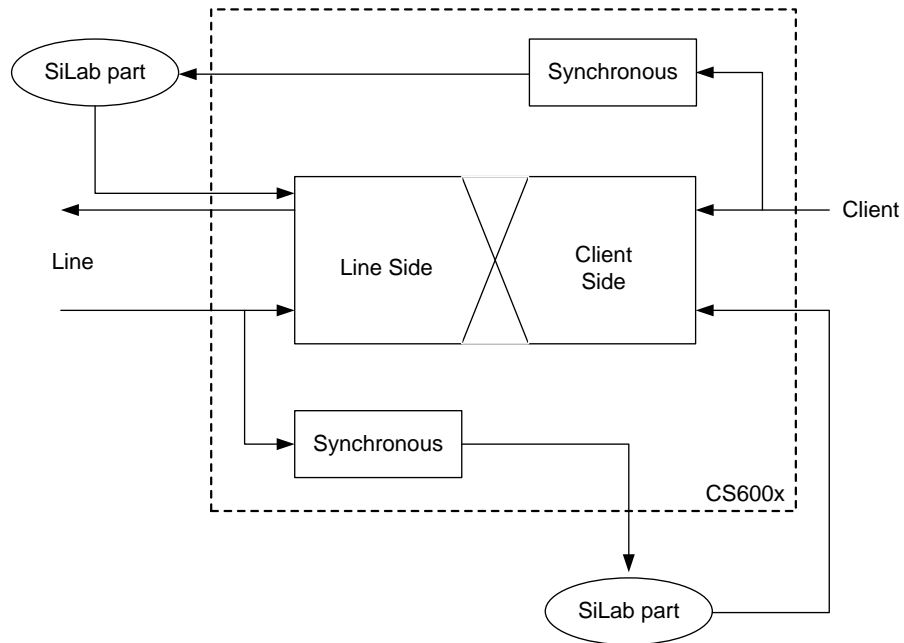 SiLab part
Synchronous
Client
Line
Line Side
Client
Side
Synchronous
CS600x
SiLab part